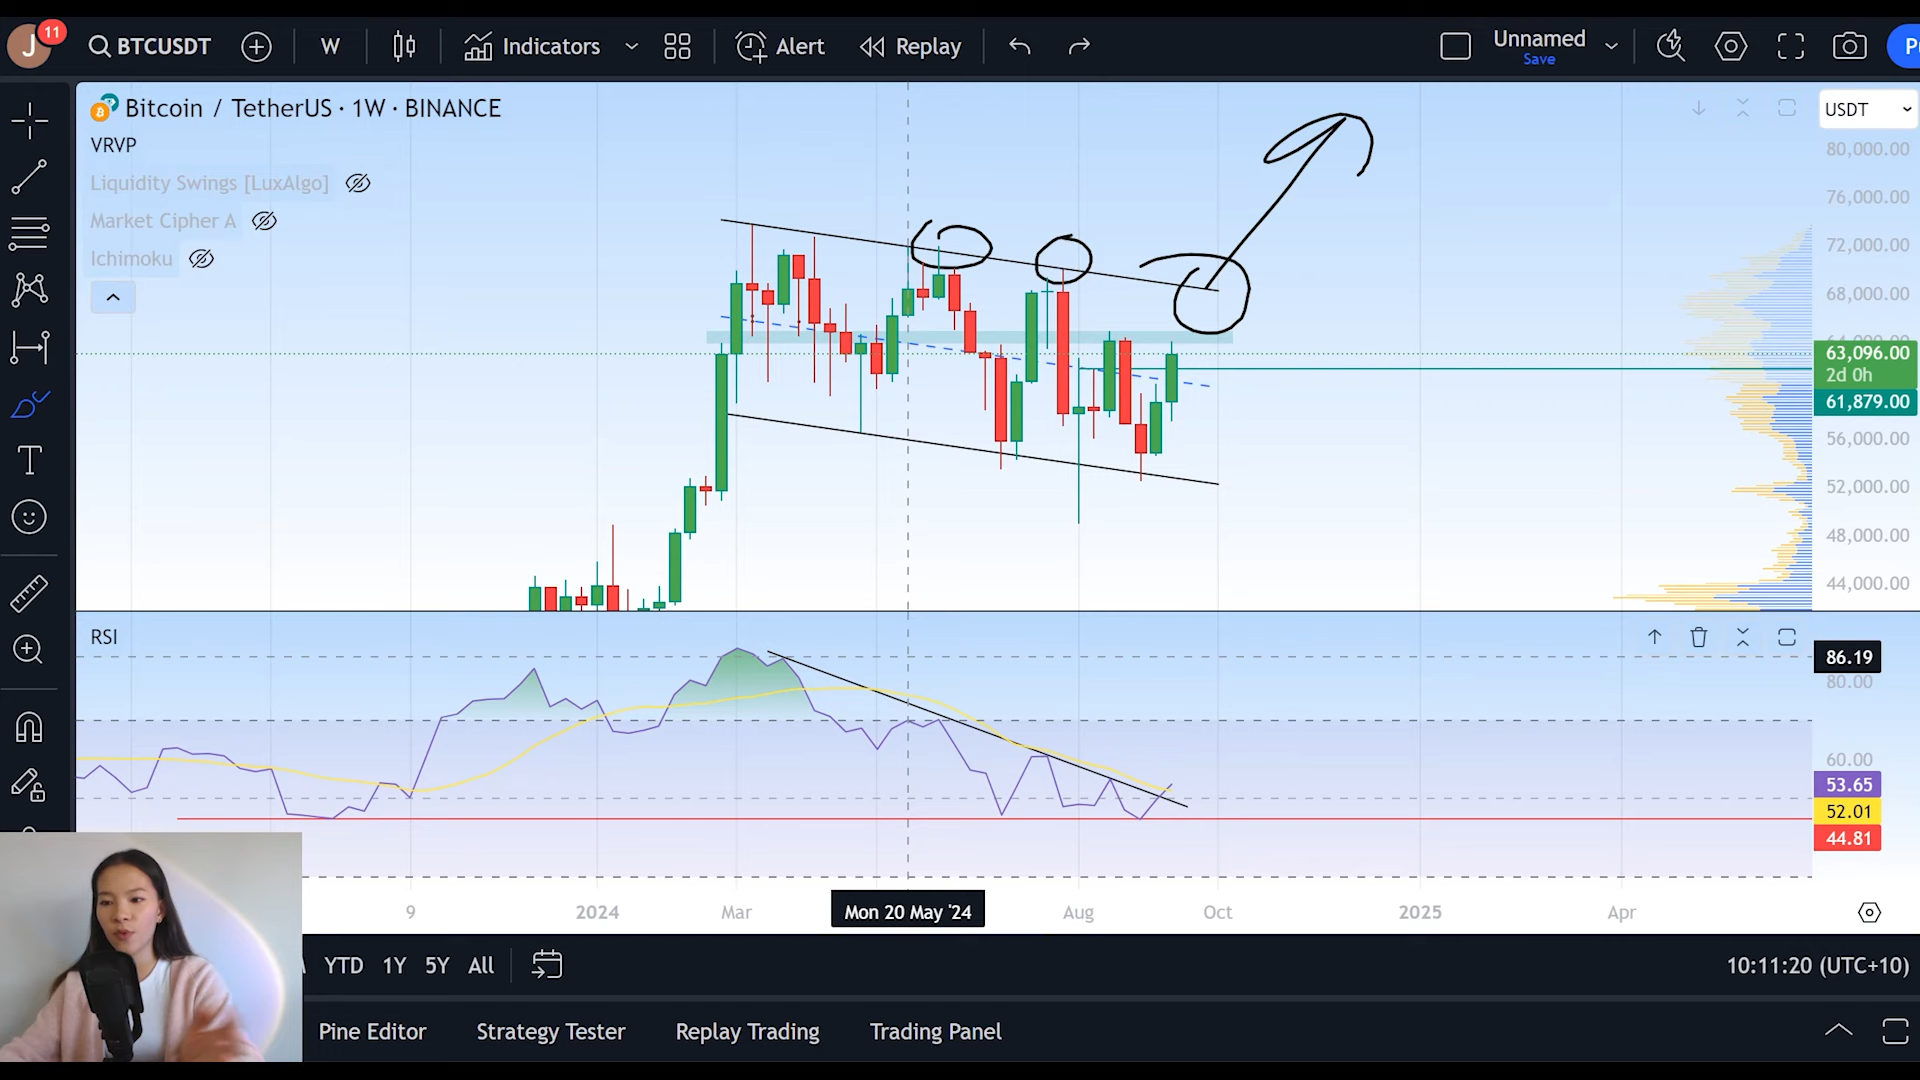 J
11
BTCUSDT
W
Indicators
Alert
Replay
Unnamed
Save
Bitcoin / TetherUS · 1W · BINANCE
USDT
VRVP
Liquidity Swings [LuxAlgo]
Market Cipher A
Ichimoku
80,000.00
76,000.00
72,000.00
68,000.00
63,096.00
2d 0h
61,879.00
56,000.00
52,000.00
48,000.00
44,000.00
RSI
86.19
80.00
60.00
53.65
52.01
44.81
9
2024
Mar
Mon 20 May '24
Aug
Oct
2025
Apr
YTD
1Y
5Y
All
10:11:20 (UTC+10)
Pine Editor
Strategy Tester
Replay Trading
Trading Panel